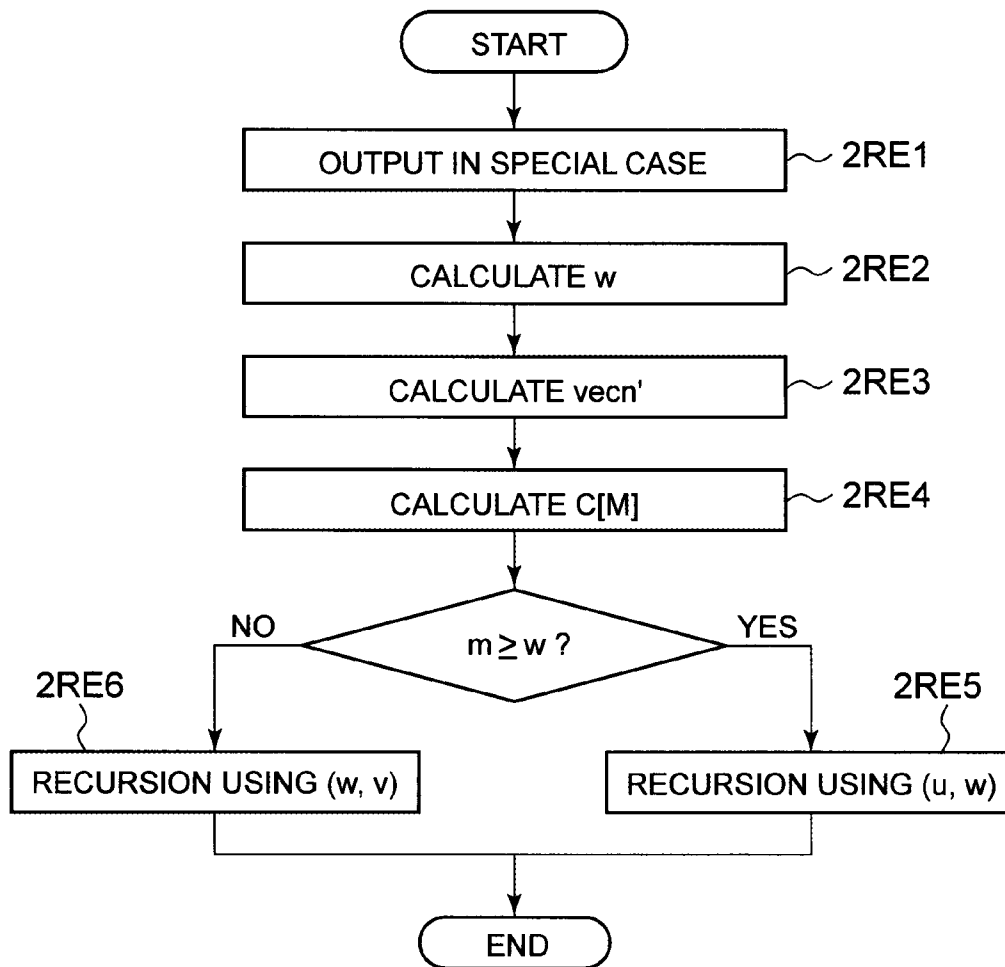 START
OUTPUT IN SPECIAL CASE
2RE1
CALCULATE w
2RE2
CALCULATE vecn'
2RE3
CALCULATE C[M]
2RE4
m ≥ w ?
NO
YES
2RE6
2RE5
RECURSION USING (w, v)
RECURSION USING (u, w)
END